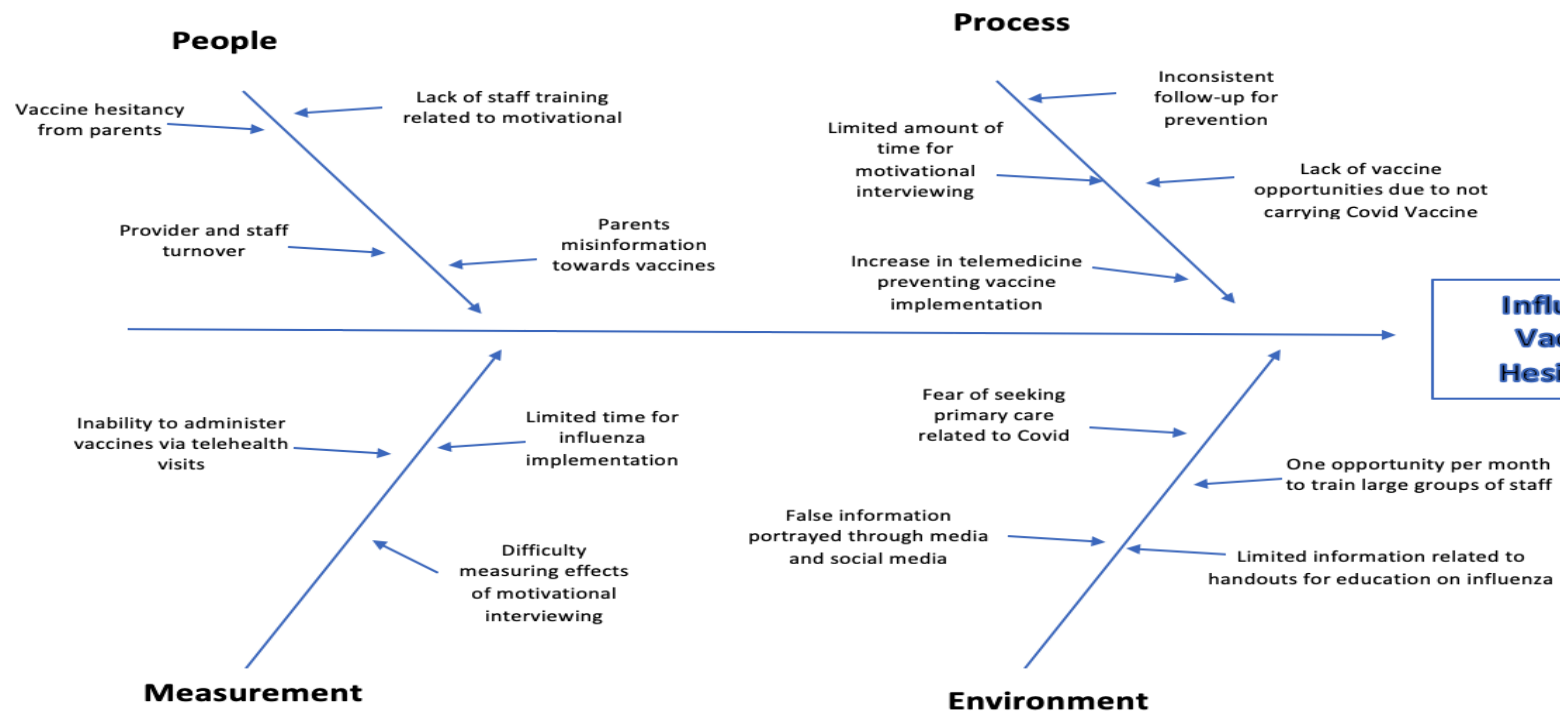 People
Process
Vaccine hesitancy
from parents
Lack of staff training
related to motivational
Provider and staff
turnover
Parents
misinformation
towards vaccines
Inconsistent
follow-up for
prevention
Limited amount of
time for
motivational
interviewing
Lack of vaccine
opportunities due to not
carrying Covid Vaccine
Increase in telemedicine
preventing vaccine
implementation
Inability to administer
vaccines via telehealth
visits
Limited time for
influenza
implementation
Difficulty
measuring effects
of motivational
interviewing
Fear of seeking
primary care
related to Covid
One opportunity per month
to train large groups of staff
False information
portrayed through media
and social media
Limited information related to
handouts for education on influenza
Measurement
Environment